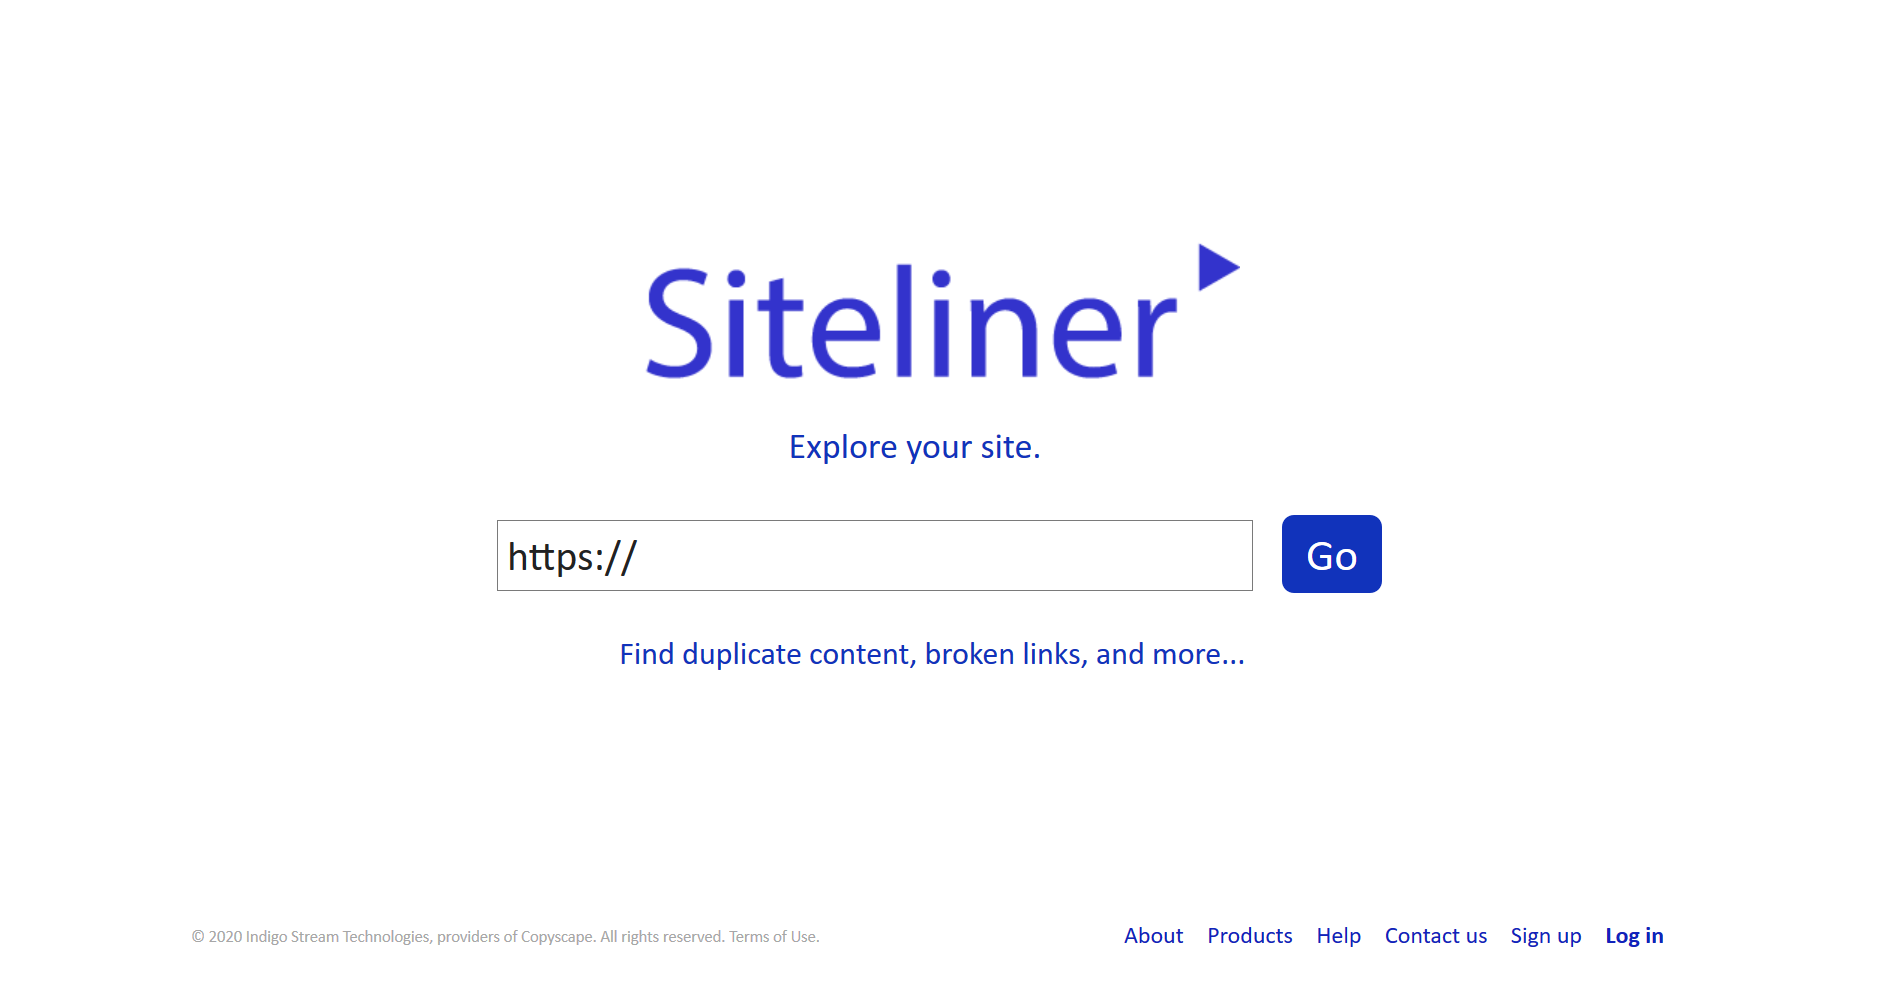 Siteliner
Explore your site.
https://
Go
Find duplicate content, broken links, and more...
© 2020 Indigo Stream Technologies, providers of Copyscape. All rights reserved. Terms of Use.
About Products Help Contact us Sign up Log in